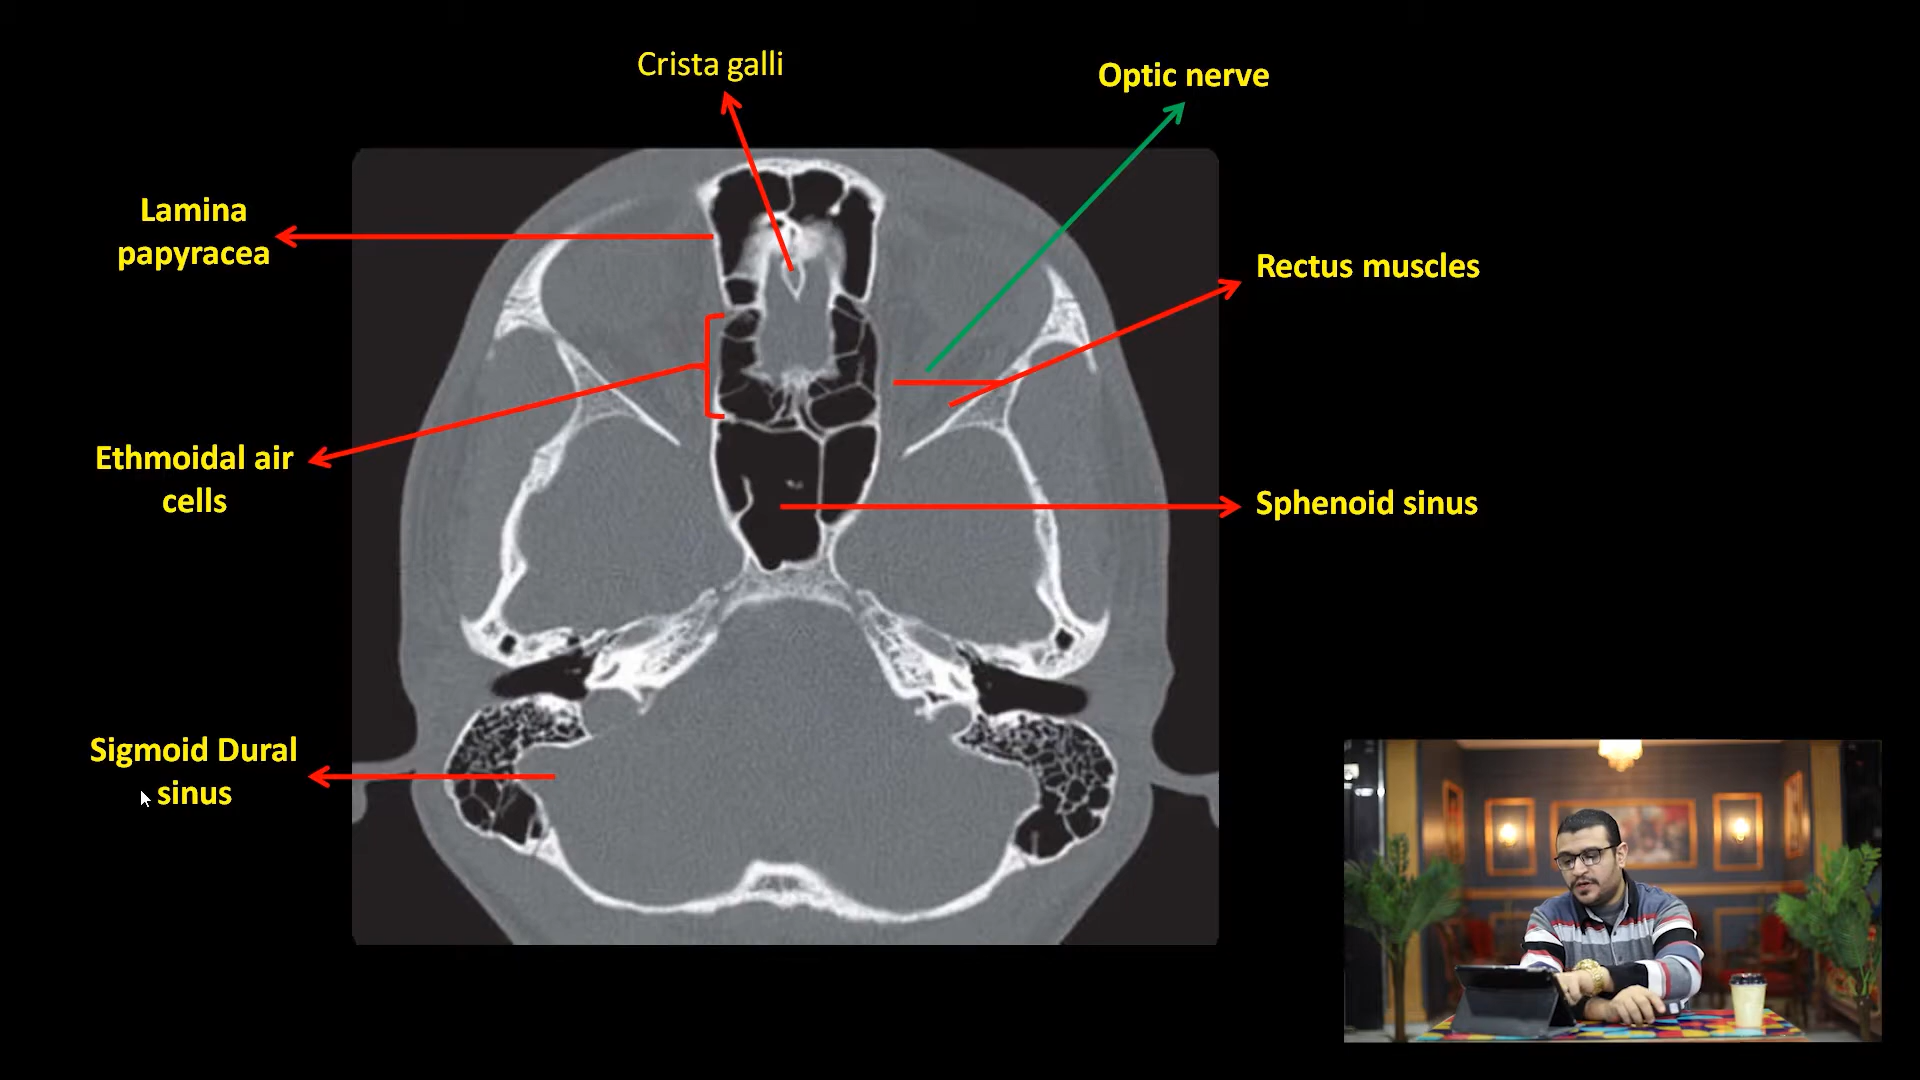 Crista galli
Optic nerve
Lamina
papyracea
Rectus muscles
Ethmoidal air
cells
Sphenoid sinus
Sigmoid Dural
sinus